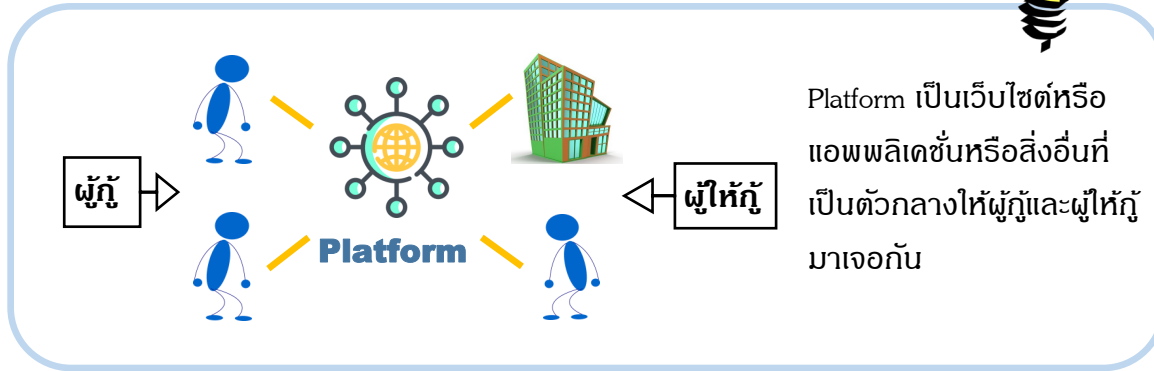 ผู้กู้
Platform
ผู้ให้กู้
Platform เป็นเว็บไซต์หรือ
แอพพลิเคชั่นหรือสิ่งอื่นที่
เป็นตัวกลางให้ผู้กู้และผู้ให้กู้
มาเจอกัน